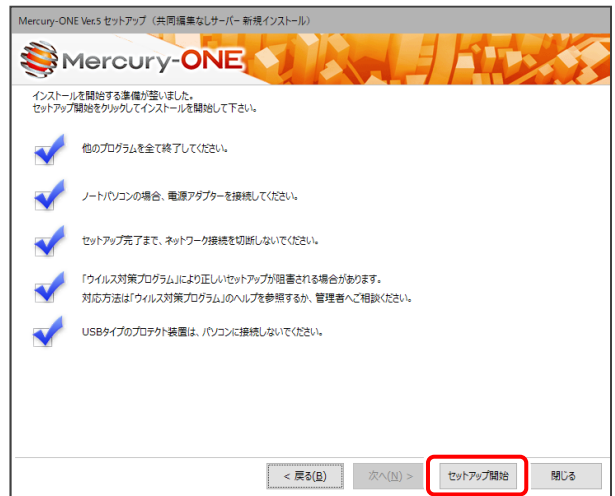 Mercury-ONE Ver.5 セットアップ（共同編集なしサーバー 新規インストール）
Mercury-ONE
インストールを開始する準備が整いました。
セットアップ開始をクリックしてインストールを開始して下さい。
他のプログラムを全て終了してください。
ノートパソコンの場合、電源アダプターを接続してください。
セットアップ完了まで、ネットワーク接続を切断しないでください。
「ウイルス対策プログラム」により正しいセットアップが阻害される場合があります。
対応方法は「ウィルス対策プログラム」のヘルプを参照するか、管理者へご相談ください。
USBタイプのプロテクト装置は、パソコンに接続しないでください。
< 戻る(B) 次へ(N) > セットアップ開始 閉じる